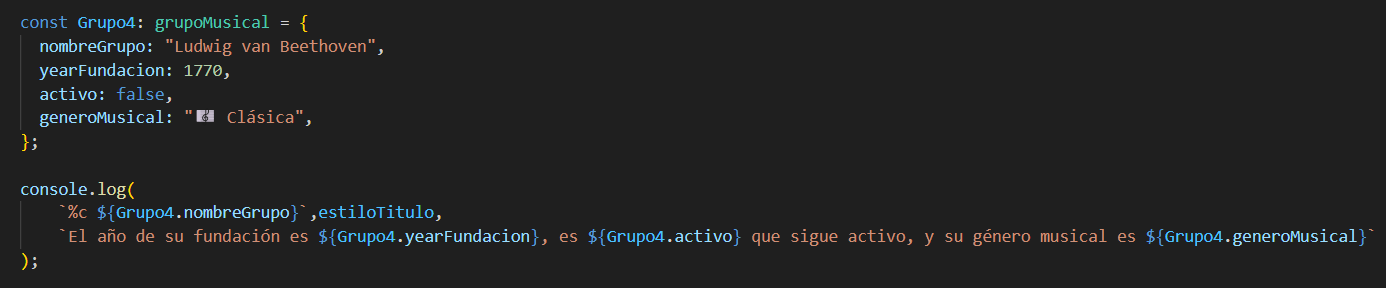 const Grupo4: grupoMusical = {
  nombreGrupo: "Ludwig van Beethoven",
  yearFundacion: 1770,
  activo: false,
  generoMusical: "🎼 Clásica",
};

console.log(
    `%c ${Grupo4.nombreGrupo}`,estiloTitulo,
    `El año de su fundación es ${Grupo4.yearFundacion}, es ${Grupo4.activo} que sigue activo, y su género musical es ${Grupo4.generoMusical}`
);